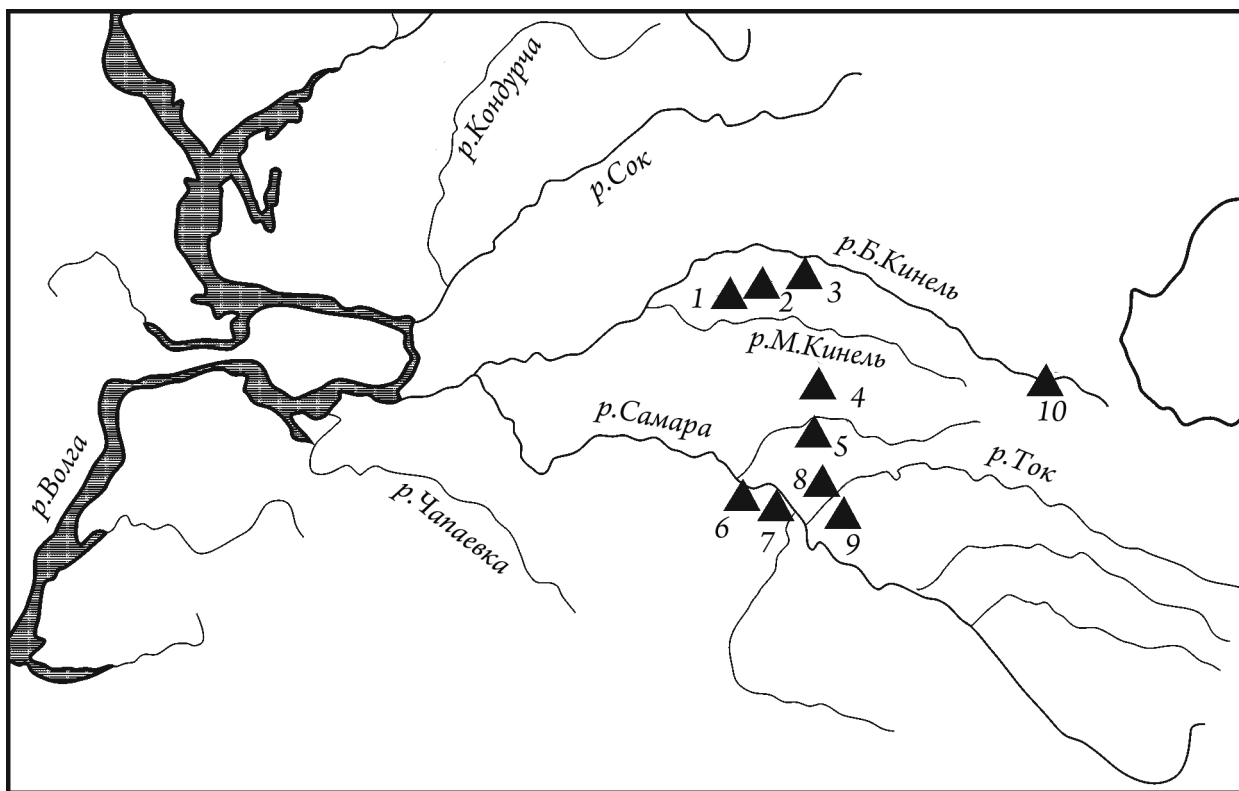 р.Кондурча
р.Сок
р.Б.Кинель
1
2
3
р.М.Кинель
4
10
р.Самара
5
р.Волга
р.Ток
8
6
7
9
р.Чапаевка